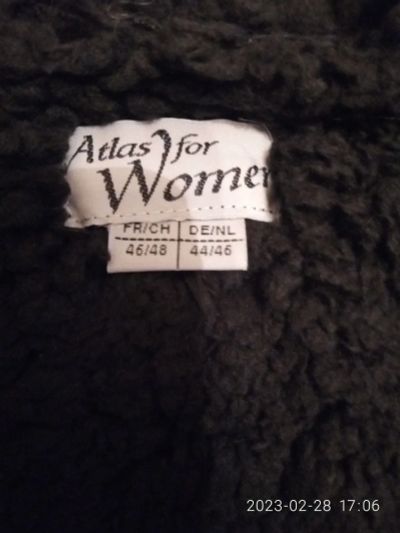 Atlas for
Women
FR/CH DE/NL
46/48 44/46
2023-02-28 17:06